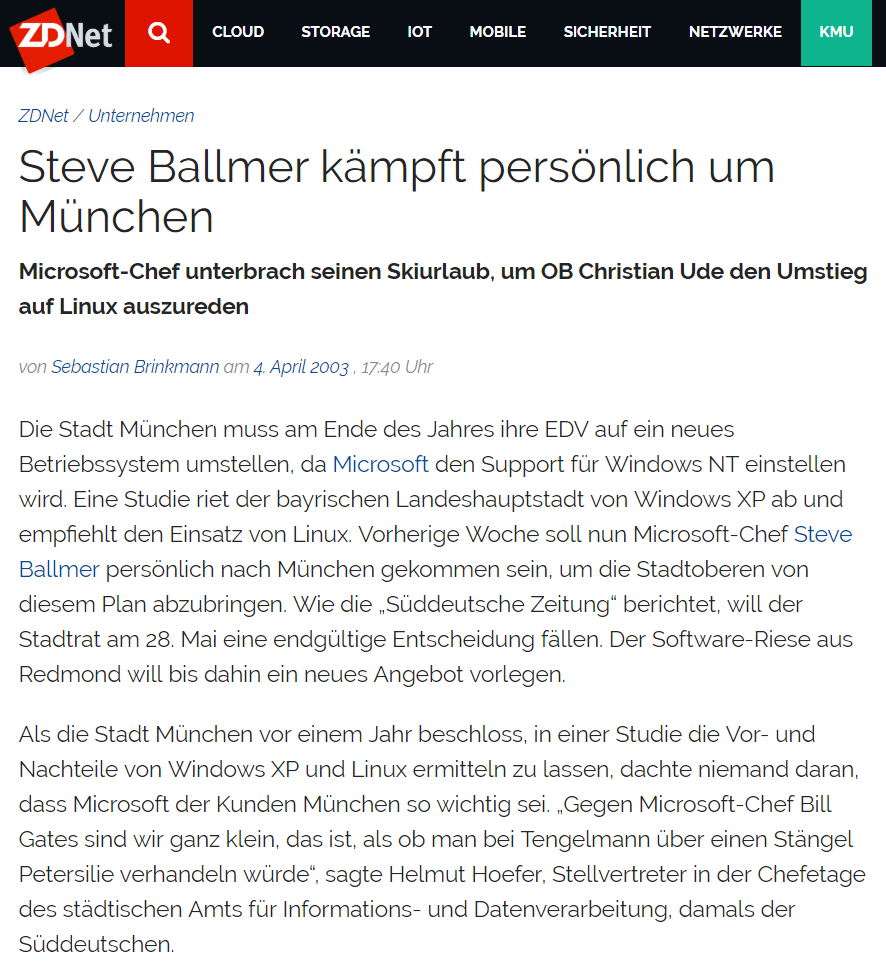 ZDNet
CLOUD STORAGE IOT MOBILE SICHERHEIT NETZWERKE KMU
ZDNet / Unternehmen
Steve Ballmer kämpft persönlich um
München
Microsoft-Chef unterbrach seinen Skiurlaub, um OB Christian Ude den Umstieg
auf Linux auszureden
von Sebastian Brinkmann am 4. April 2003 , 17:40 Uhr
Die Stadt München muss am Ende des Jahres ihre EDV auf ein neues
Betriebssystem umstellen, da Microsoft den Support für Windows NT einstellen
wird. Eine Studie riet der bayrischen Landeshauptstadt von Windows XP ab und
empfiehlt den Einsatz von Linux. Vorherige Woche soll nun Microsoft-Chef Steve
Ballmer persönlich nach München gekommen sein, um die Stadtoberen von
diesem Plan abzubringen. Wie die „Süddeutsche Zeitung“ berichtet, will der
Stadtrat am 28. Mai eine endgültige Entscheidung fällen. Der Software-Riese aus
Redmond will bis dahin ein neues Angebot vorlegen.
Als die Stadt München vor einem Jahr beschloss, in einer Studie die Vor- und
Nachteile von Windows XP und Linux ermitteln zu lassen, dachte niemand daran,
dass Microsoft der Kunden München so wichtig sei. „Gegen Microsoft-Chef Bill
Gates sind wir ganz klein, das ist, als ob man bei Tengelmann über einen Stängel
Petersilie verhandeln würde“, sagte Helmut Hoefer, Stellvertreter in der Chefetage
des städtischen Amts für Informations- und Datenverarbeitung, damals der
Süddeutschen.